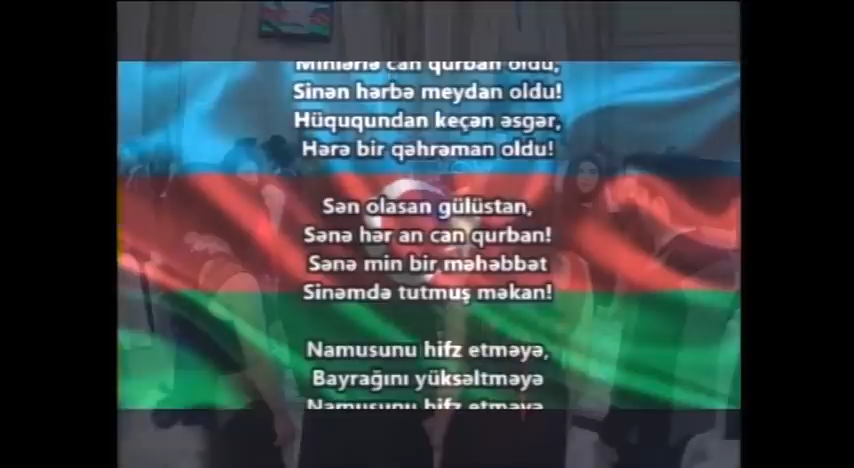 Minlərlə can qurban oldu,
Sinən hərbə meydan oldu!
Hüququndan keçən əsgər,
Hərə bir qəhrəman oldu!
Sən olasan gülüstan,
Sənə hər an can qurban!
Sənə min bir məhəbbət
Sinəmdə tutmuş məkan!
Namusunu hifz etməyə,
Bayrağını yüksəltməyə
Namusunu hifz etməyə,